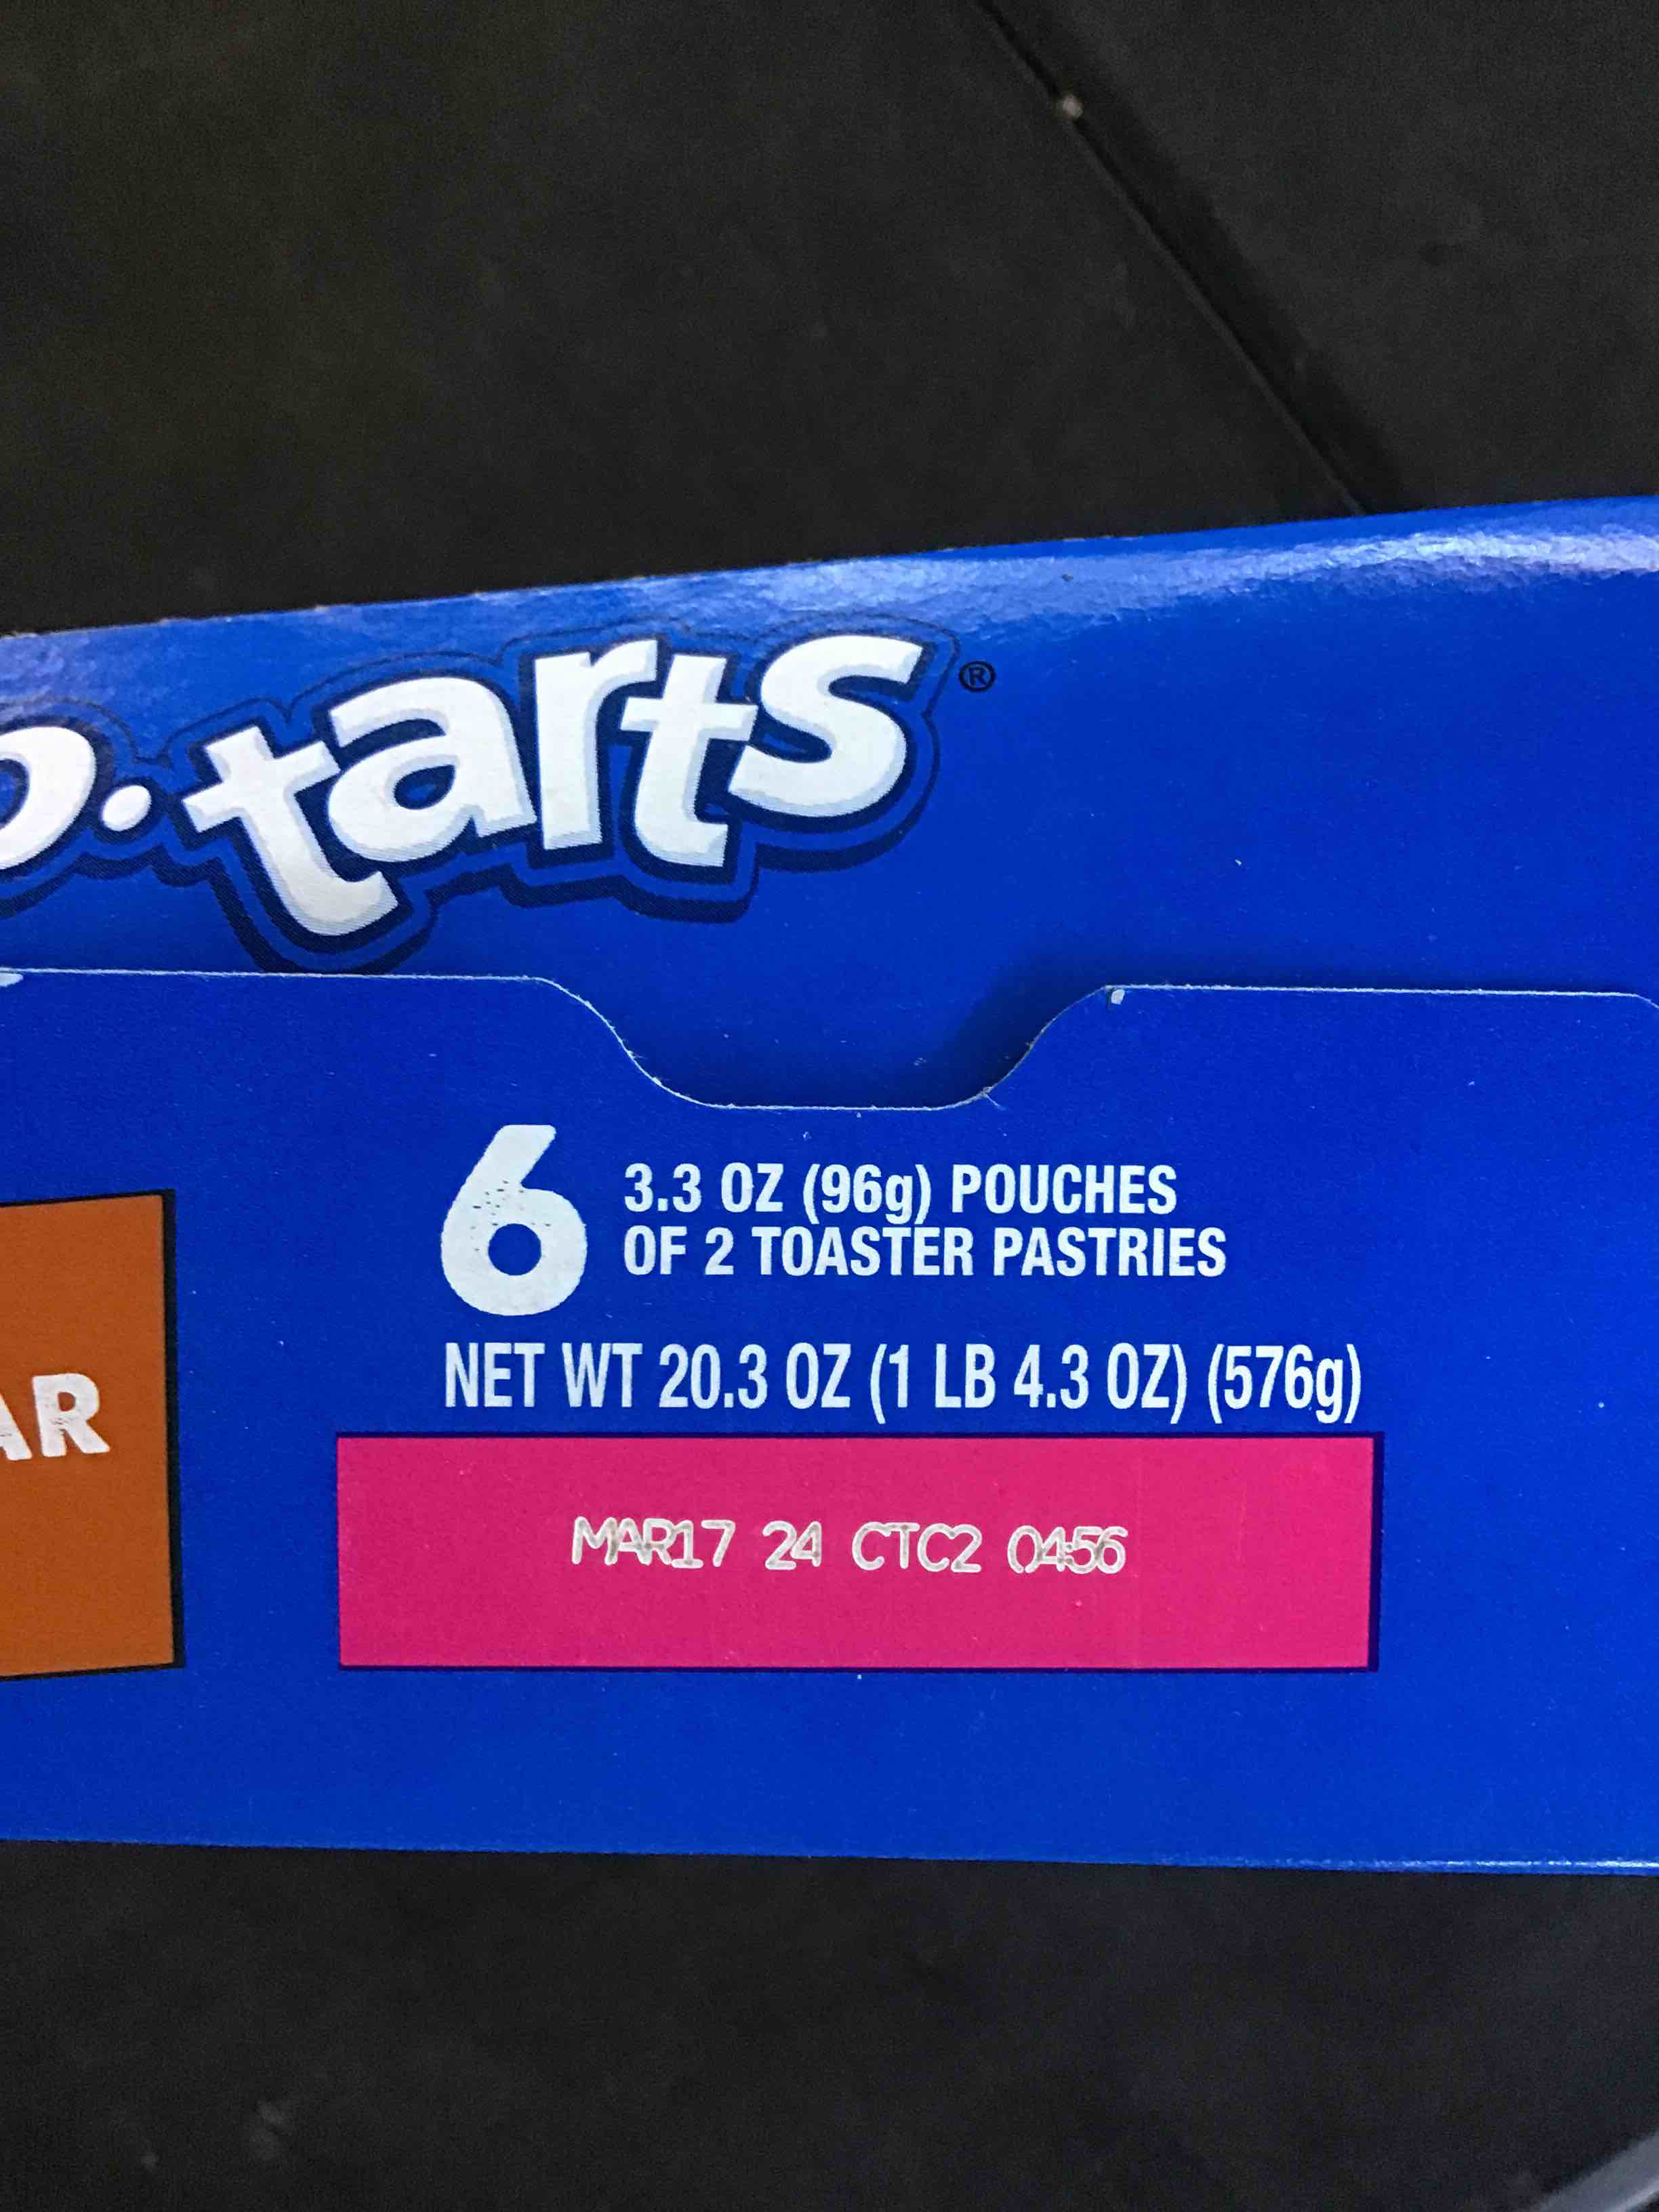 p.tarts®
6
3.3 OZ (96g) POUCHES
OF 2 TOASTER PASTRIES
NET WT 20.3 OZ (1 LB 4.3 OZ) (576g)
AR
MAR17 24 CTC2 0456